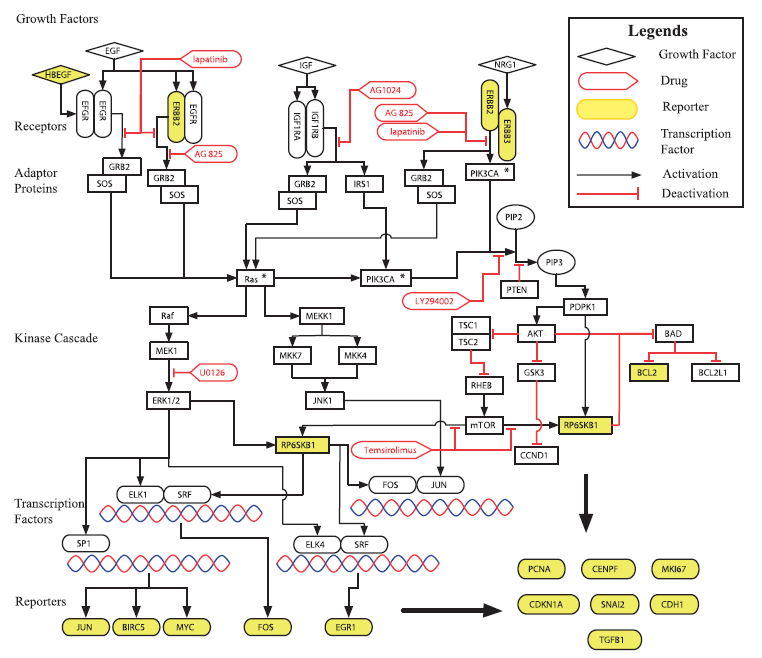 Growth Factors
Legends
EGF
lapatinib
Growth Factor
HBEGF
IGF
NRG1
Drug
AG1024
Reporter
EFGR
EFGR
ERBB2
EGFR
IGF1RA
IGF1RB
AG 825
ERBB2
Receptors
lapatinib
ERBB3
Transcription
Factor
AG 825
Adaptor
Proteins
GRB2
SOS
GRB2
SOS
GRB2
SOS
IRS1
GRB2
SOS
PIK3CA *
Activation
Deactivation
PIP2
PIP3
Ras *
PIK3CA *
PTEN
LY294002
PDPK1
Raf
MEKK1
TSC1
TSC2
AKT
BAD
Kinase Cascade
MEK1
MKK7
MKK4
U0126
RHEB
GSK3
BCL2
BCL2L1
ERK1/2
JNK1
mTOR
RP6SKB1
RP6SKB1
Temsirolimus
CCND1
FOS
JUN
ELK1
SRF
Transcription
Factors
SP1
ELK4
SRF
PCNA
CENPF
MKI67
Reporters
CDKN1A
SNAI2
CDH1
JUN
BIRC5
MYC
FOS
EGR1
TGFB1